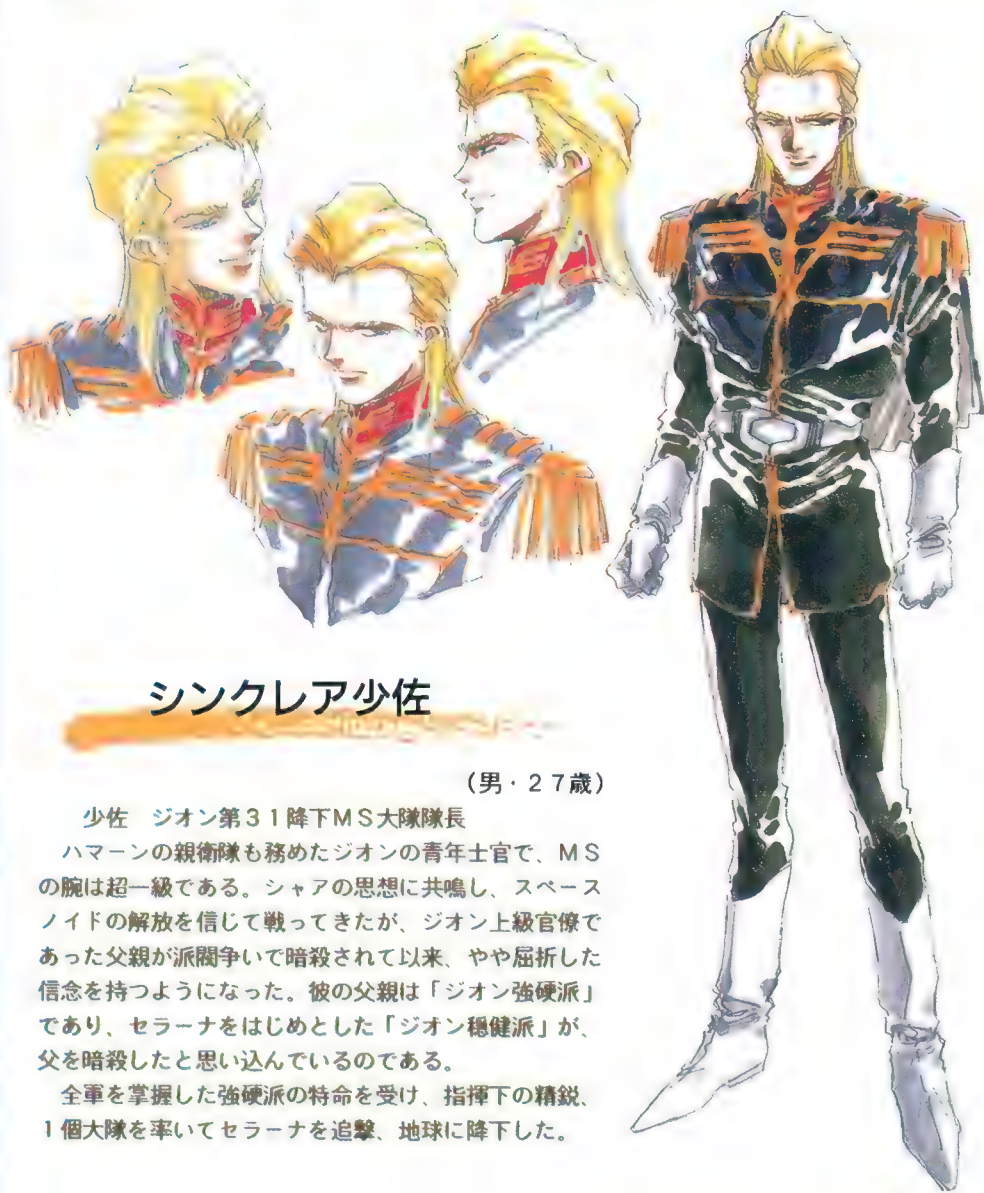 シンクレア少佐
(男・27歳)
少佐 ジオン第31降下MS大隊隊長
ハマーンの親衛隊も務めたジオンの青年士官で、MS
の腕は超一級である。シャアの思想に共鳴し、スペース
ノイドの解放を信じて戦ってきたが、ジオン上級官僚で
あった父親が派閥争いで暗殺されて以来、やや屈折した
信念を持つようになった。彼の父親は「ジオン強硬派」
であり、セラーナをはじめとした「ジオン穏健派」が、
父を暗殺したと思い込んでいるのである。
全軍を掌握した強硬派の特命を受け、指揮下の精鋭、
1個大隊を率いてセラーナを追撃、地球に降下した。